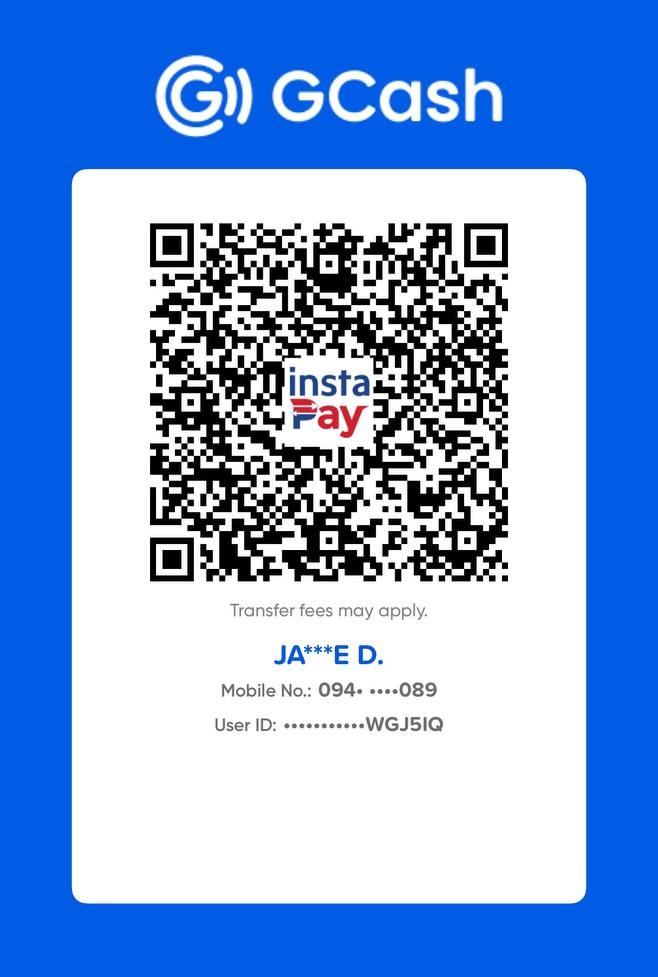 GCash
insta
Pay
Transfer fees may apply.
JA***E D.
Mobile No.: 094• ••••089
User ID: •••••••••••WGJ5IQ